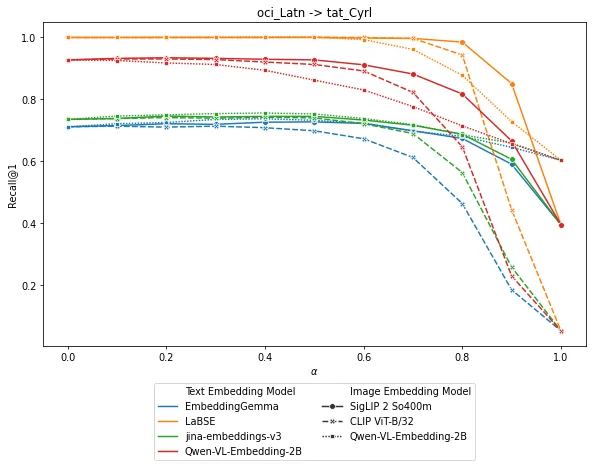 oci_Latn -> tat_Cyrl
Recall@1
1.0
0.8
0.6
0.4
0.2
0.0 0.2 0.4 0.6 0.8 1.0
α
Text Embedding Model Image Embedding Model
EmbeddingGemma SigLIP 2 So400m
LaBSE CLIP ViT-B/32
jina-embeddings-v3 Qwen-VL-Embedding-2B
Qwen-VL-Embedding-2B